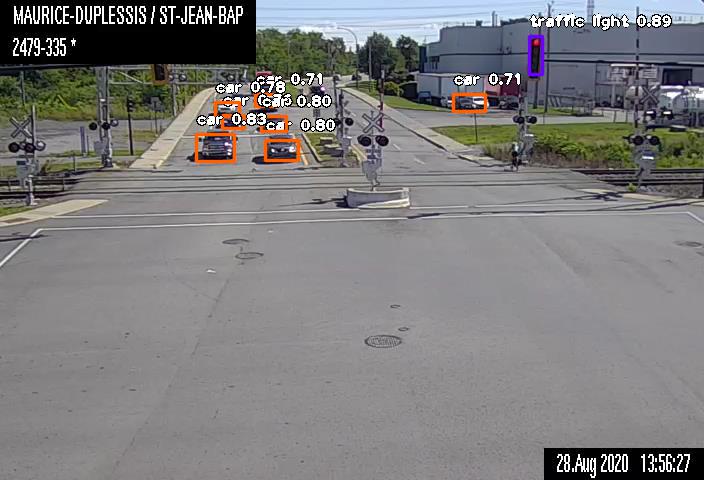 MAURICE-DUPLESSIS / ST-JEAN-BAP
2479-335 *
traffic light 0.89
car 0.71
car 0.71
car 0.78
car 0.80
car 0.83
car 0.80
28.Aug 2020 13:56:27